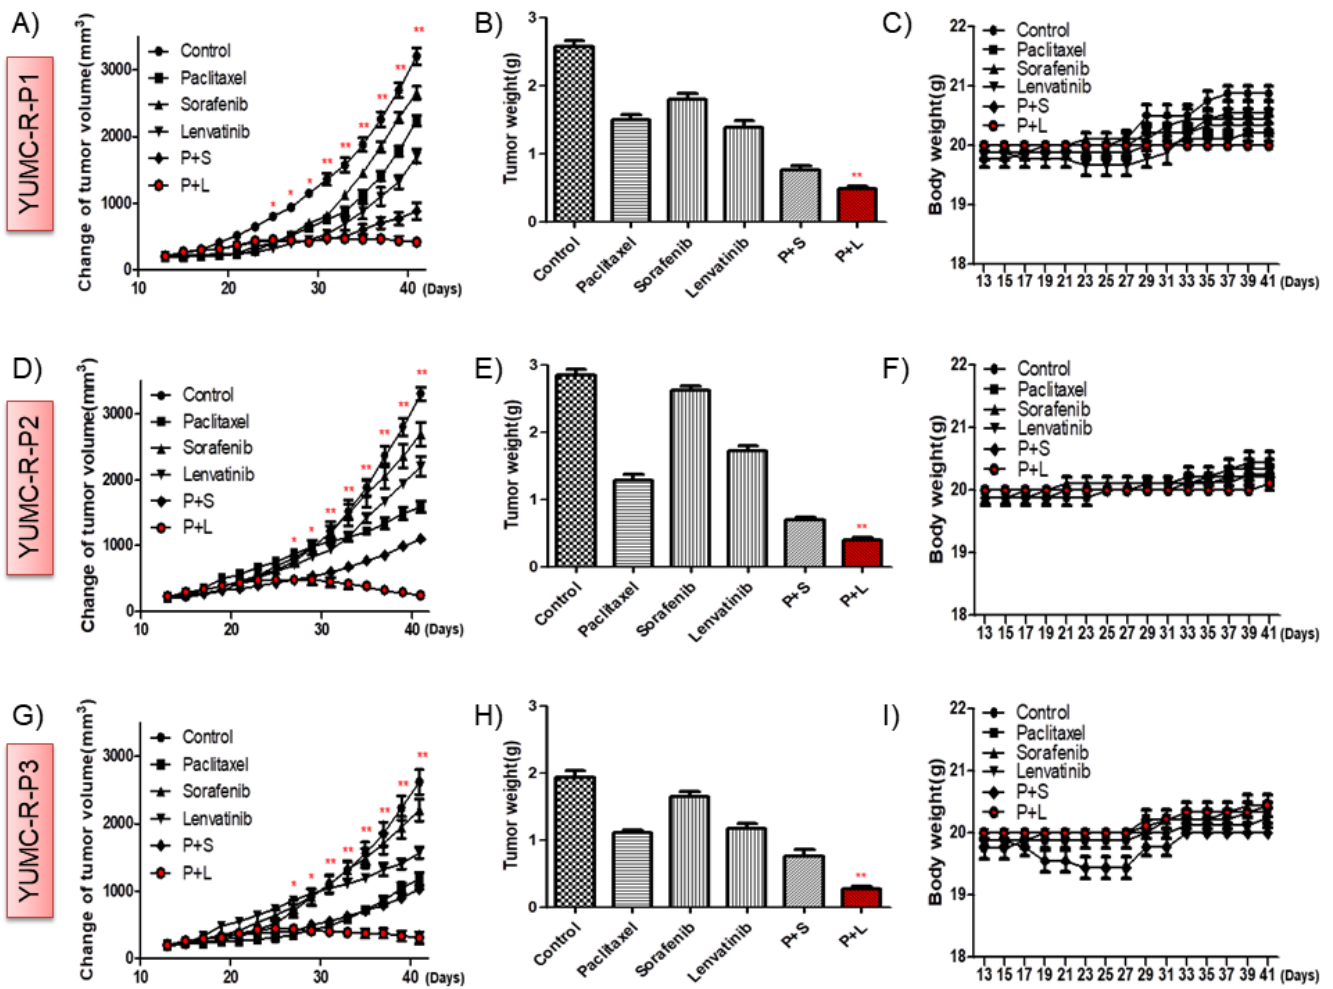 A)
YUMC-R-P1
Change of tumor volume(mm³)
3000
2000
1000
0
Control
Paclitaxel
Sorafenib
Lenvatinib
P+S
P+L
* * * ** ** ** ** ** **
10 20 30 40 (Days)
B)
Tumor weight(g)
3
2
1
0
**
Control Paclitaxel Sorafenib Lenvatinib P+S P+L
C)
Body weight(g)
22
21
20
19
18
Control
Paclitaxel
Sorafenib
Lenvatinib
P+S
P+L
13 15 17 19 21 23 25 27 29 31 33 35 37 39 41 (Days)
D)
YUMC-R-P2
Change of tumor volume(mm³)
3000
2000
1000
0
Control
Paclitaxel
Sorafenib
Lenvatinib
P+S
P+L
* * ** ** ** ** ** **
10 20 30 40 (Days)
E)
Tumor weight(g)
3
2
1
0
**
Control Paclitaxel Sorafenib Lenvatinib P+S P+L
F)
Body weight(g)
22
21
20
19
18
Control
Paclitaxel
Sorafenib
Lenvatinib
P+S
P+L
13 15 17 19 21 23 25 27 29 31 33 35 37 39 41 (Days)
G)
YUMC-R-P3
Change of tumor volume(mm³)
3000
2000
1000
0
Control
Paclitaxel
Sorafenib
Lenvatinib
P+S
P+L
* * ** ** ** ** ** **
10 20 30 40 (Days)
H)
Tumor weight(g)
3
2
1
0
**
Control Paclitaxel Sorafenib Lenvatinib P+S P+L
I)
Body weight(g)
22
21
20
19
18
Control
Paclitaxel
Sorafenib
Lenvatinib
P+S
P+L
13 15 17 19 21 23 25 27 29 31 33 35 37 39 41 (Days)